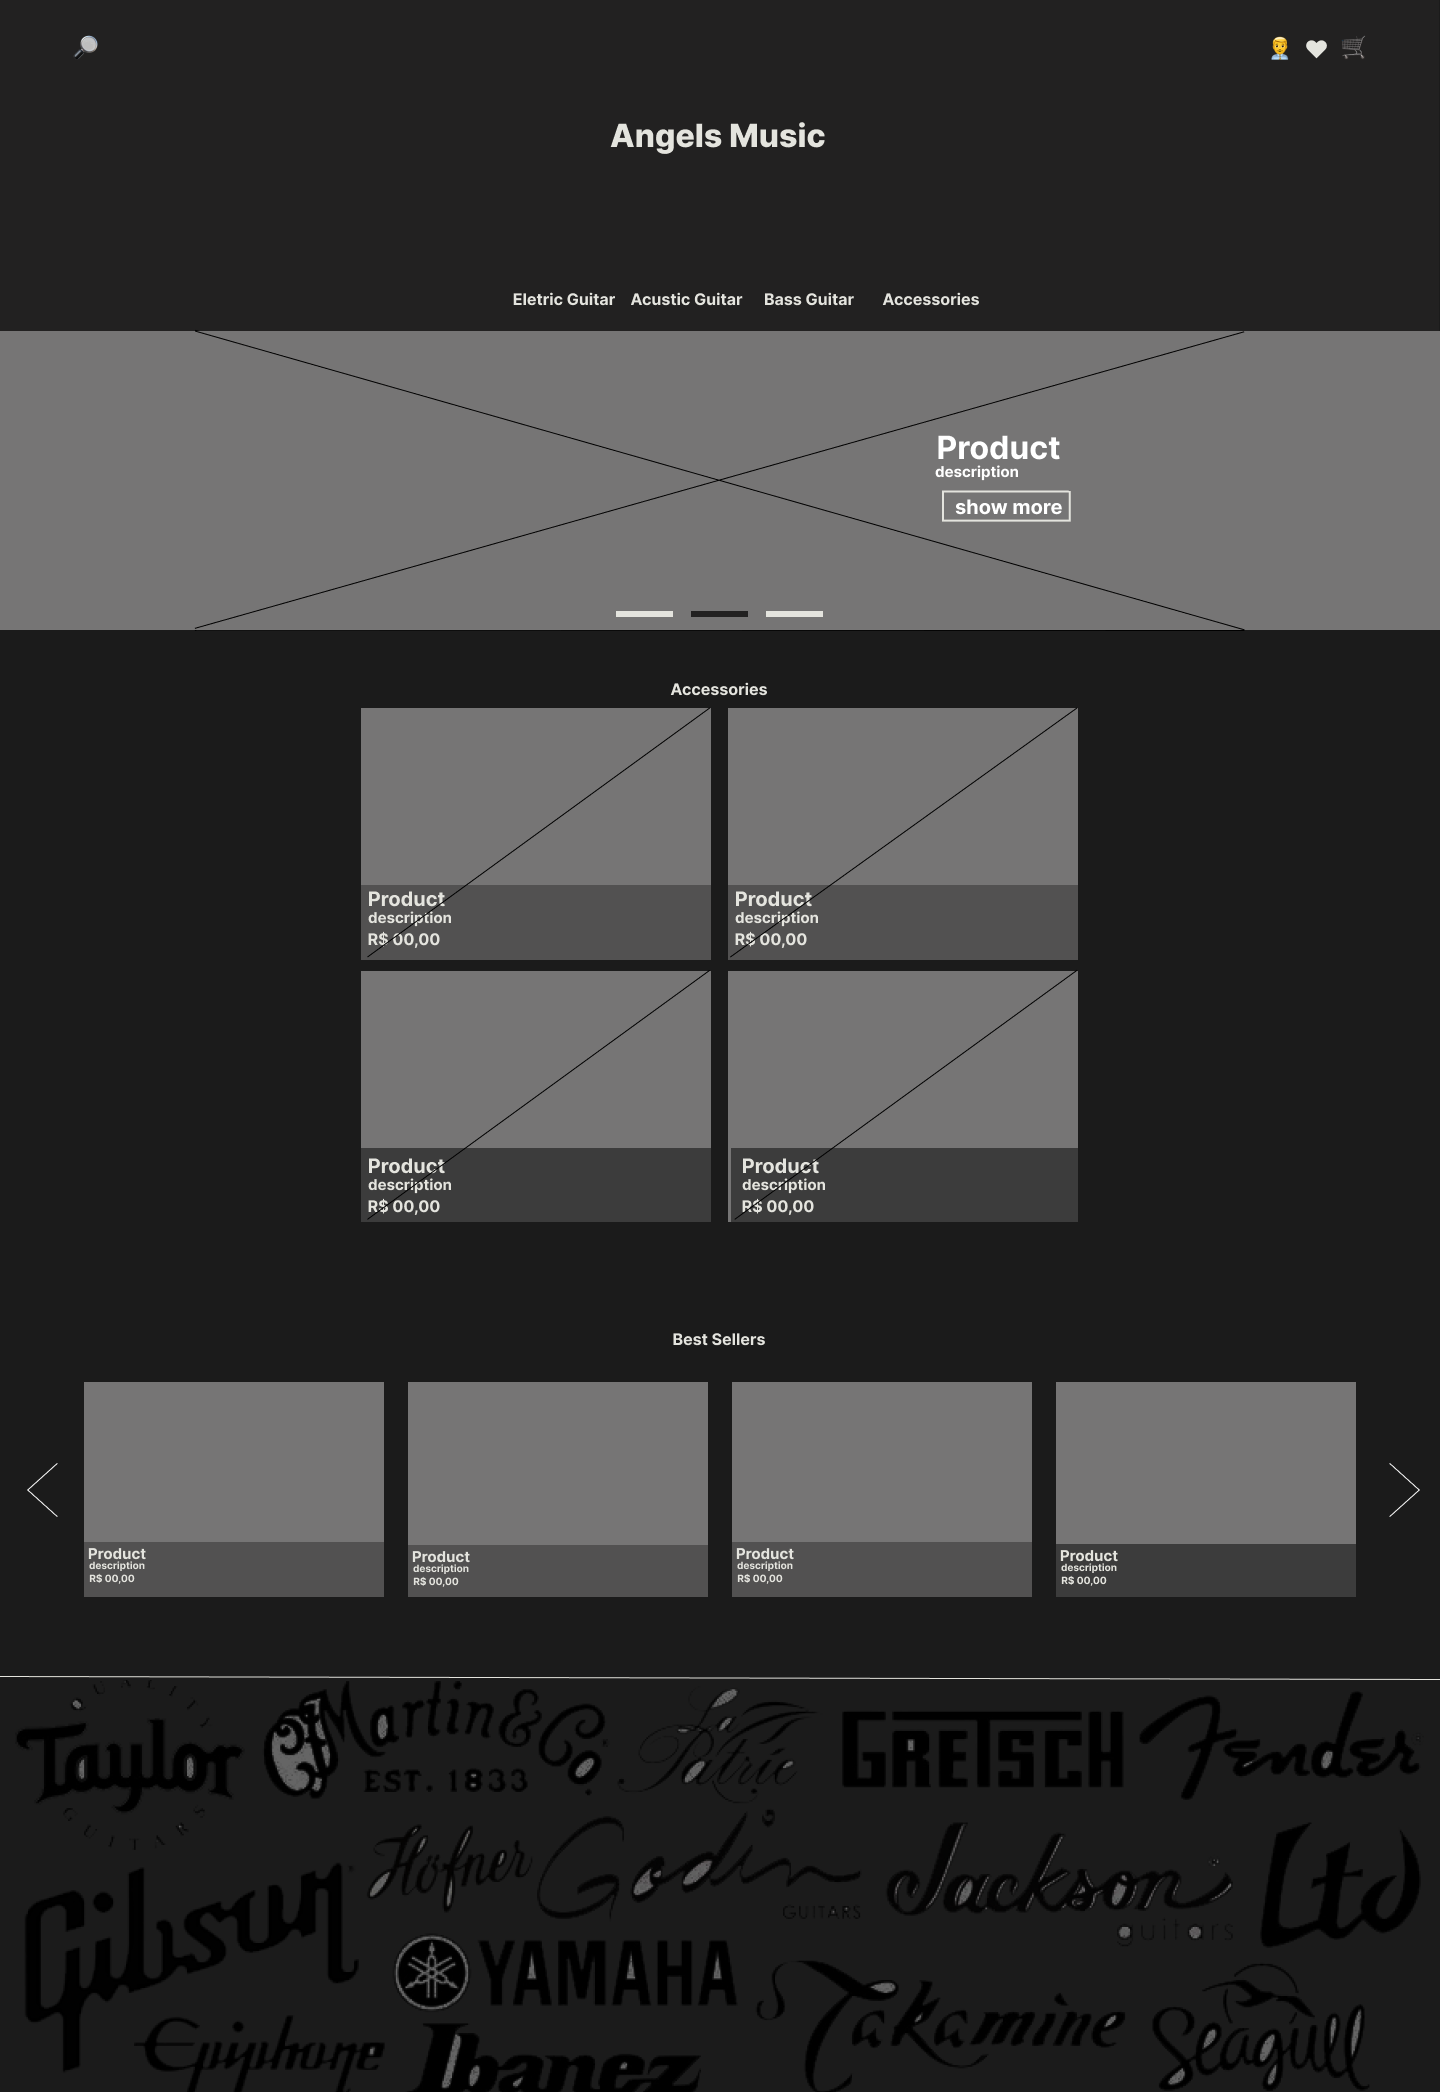 Angels Music
Eletric Guitar Acustic Guitar Bass Guitar Accessories
Product
description
show more
Accessories
Product
description
R$ 00,00
Product
description
R$ 00,00
Product
description
R$ 00,00
Product
description
R$ 00,00
Best Sellers
Product
description
R$ 00,00
Product
description
R$ 00,00
Product
description
R$ 00,00
Product
description
R$ 00,00
QUALITY
Taylor
GUITARS
CF Martin & Co
EST. 1833
La Patrie
GRETSCH
Fender
Gibson
Höfner
Godin
GUITARS
Jackson
guitars
Ltd
YAMAHA
Takamine
Seagull
Epiphone
Ibanez